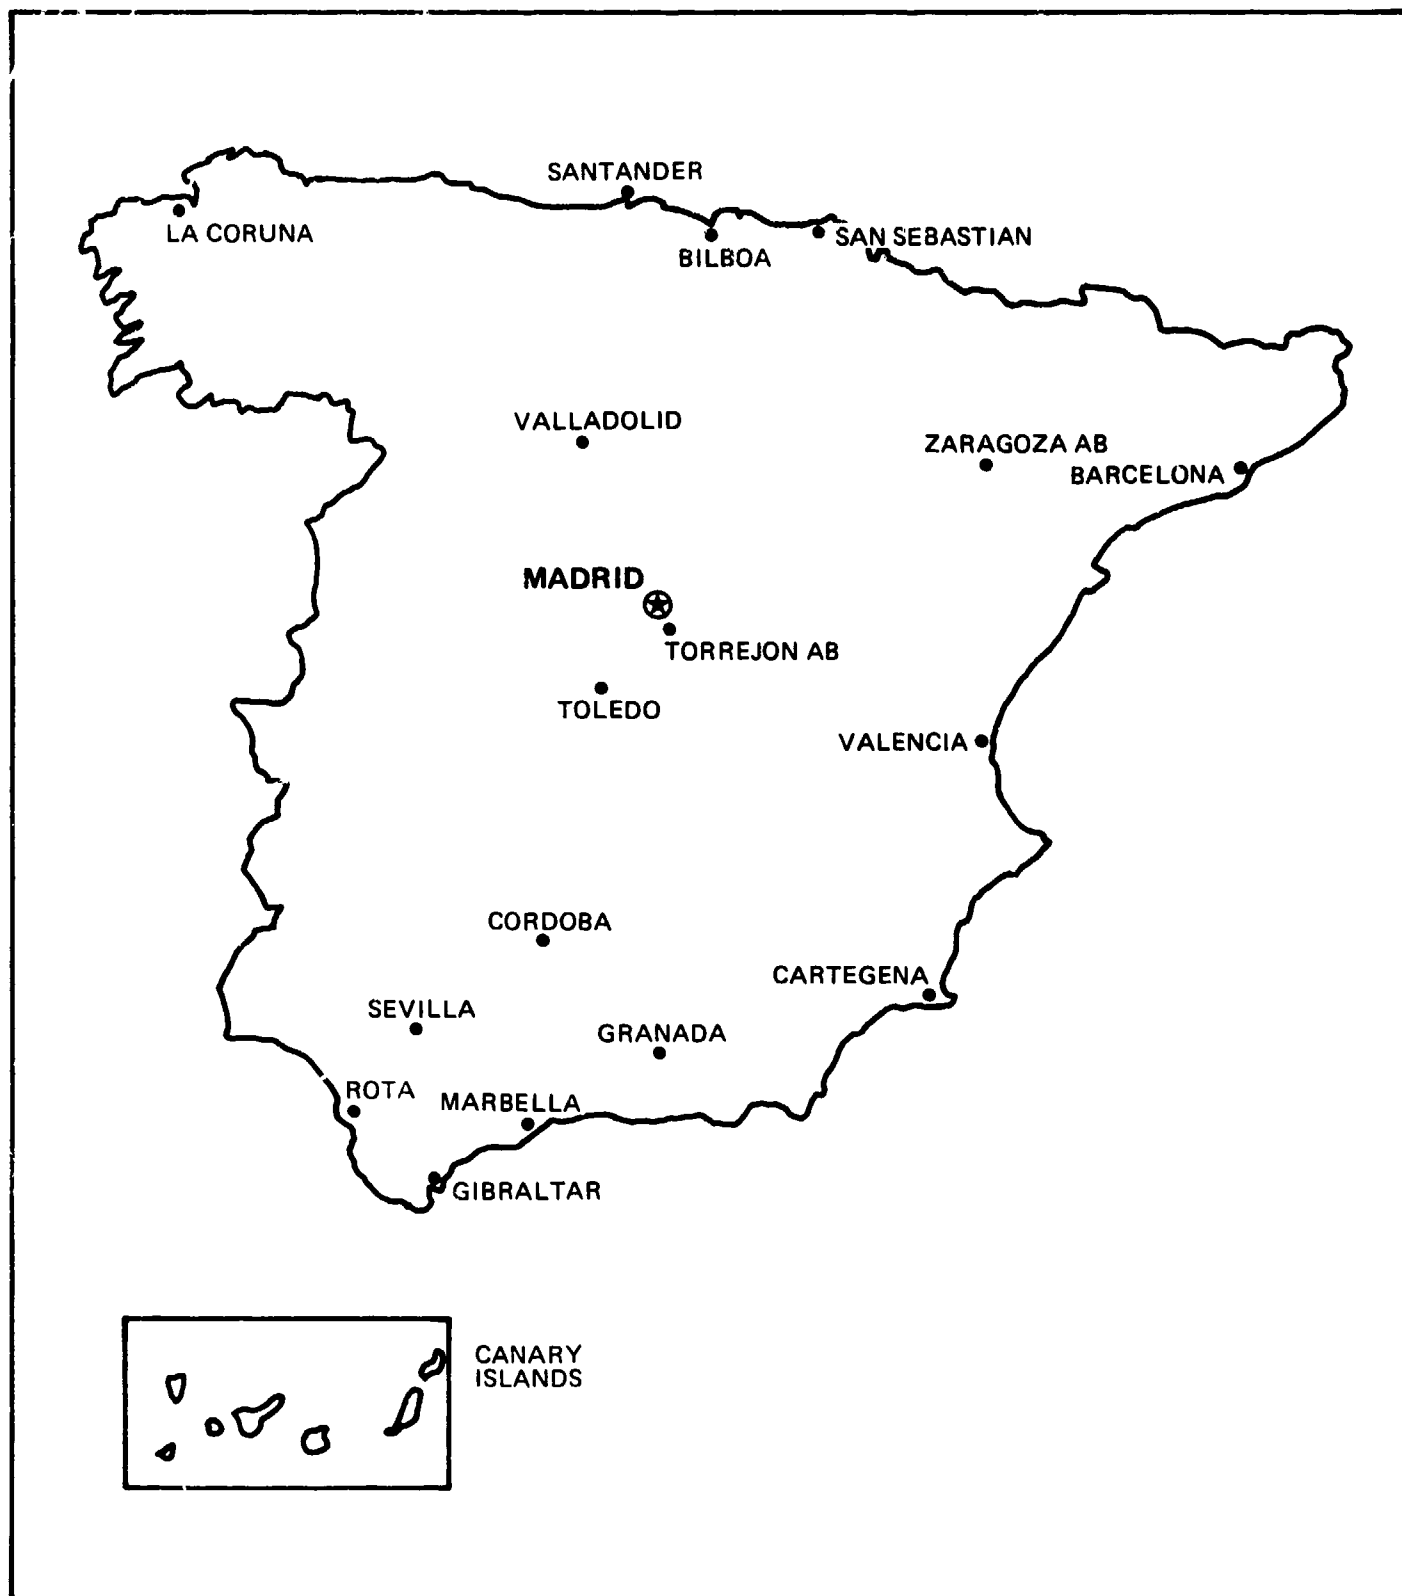 SANTANDER
LA CORUNA
BILBOA
SAN SEBASTIAN
VALLADOLID
ZARAGOZA AB
BARCELONA
MADRID
TORREJON AB
TOLEDO
VALENCIA
CORDOBA
CARTEGENA
SEVILLA
GRANADA
ROTA
MARBELLA
GIBRALTAR
CANARY
ISLANDS